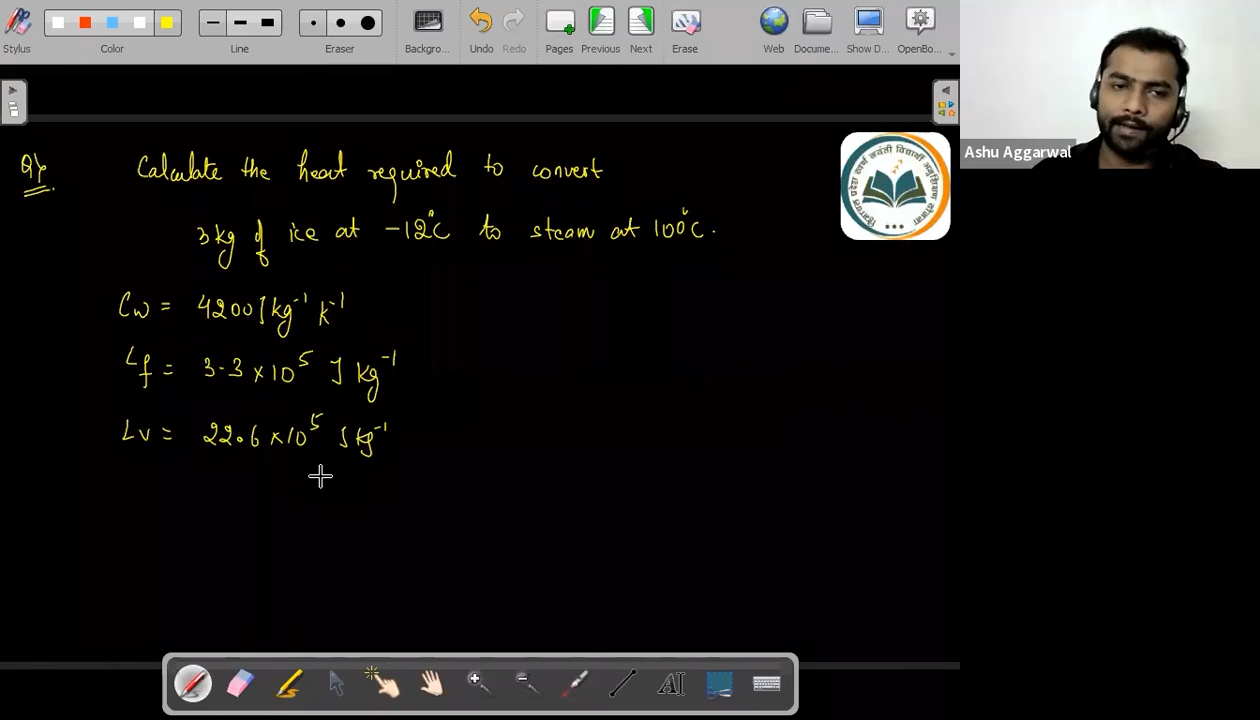 Stylus
Color
Line
Eraser
Backgro...
Undo
Redo
Pages
Previous
Next
Erase
Web
Docume...
Show D...
OpenBo...
Ashu Aggarwal
Q1
Calculate the heat required to convert
3kg of ice at -12°C to steam at 100°C.
Cw = 4200 J kg⁻¹ k⁻¹
Lf = 3.3 × 10⁵ J kg⁻¹
Lv = 22.6 × 10⁵ J kg⁻¹
AI